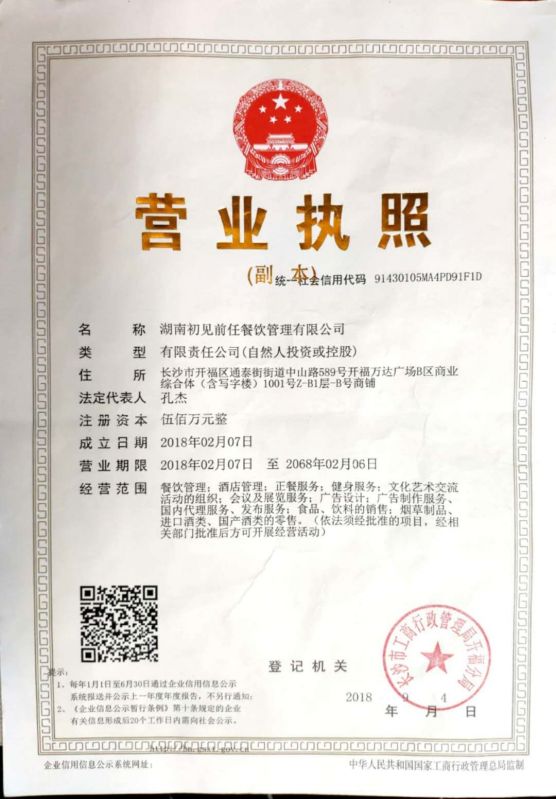 营业执照
(副 本)
统一社会信用代码 91430105MA4PD91F1D
名 称 湖南初见前任餐饮管理有限公司
类 型 有限责任公司(自然人投资或控股)
住 所 长沙市开福区通泰街街道中山路589号开福万达广场B区商业
综合体（含写字楼）1001号Z-B1层-B号商铺
法定代表人 孔杰
注册资本 伍佰万元整
成立日期 2018年02月07日
营业期限 2018年02月07日 至 2068年02月06日
经营范围 餐饮管理；酒店管理；正餐服务；健身服务；文化艺术交流
活动的组织；会议及展览服务；广告设计；广告制作服务、
国内代理服务、发布服务；食品、饮料的销售；烟草制品、
进口酒类、国产酒类的零售。（依法须经批准的项目，经相
关部门批准后方可开展经营活动）
登记机关
长沙市工商行政管理局开福分局
2018 9 4
年 月 日
提示：
1、每年1月1日至6月30日通过企业信用信息公示
系统报送并公示上一年度年度报告，不另行通知；
2、《企业信息公示暂行条例》第十条规定的企业
有关信息形成后20个工作日内需向社会公示。
http://hn.gsxt.gov.cn
企业信用信息公示系统网址：
中华人民共和国国家工商行政管理总局监制